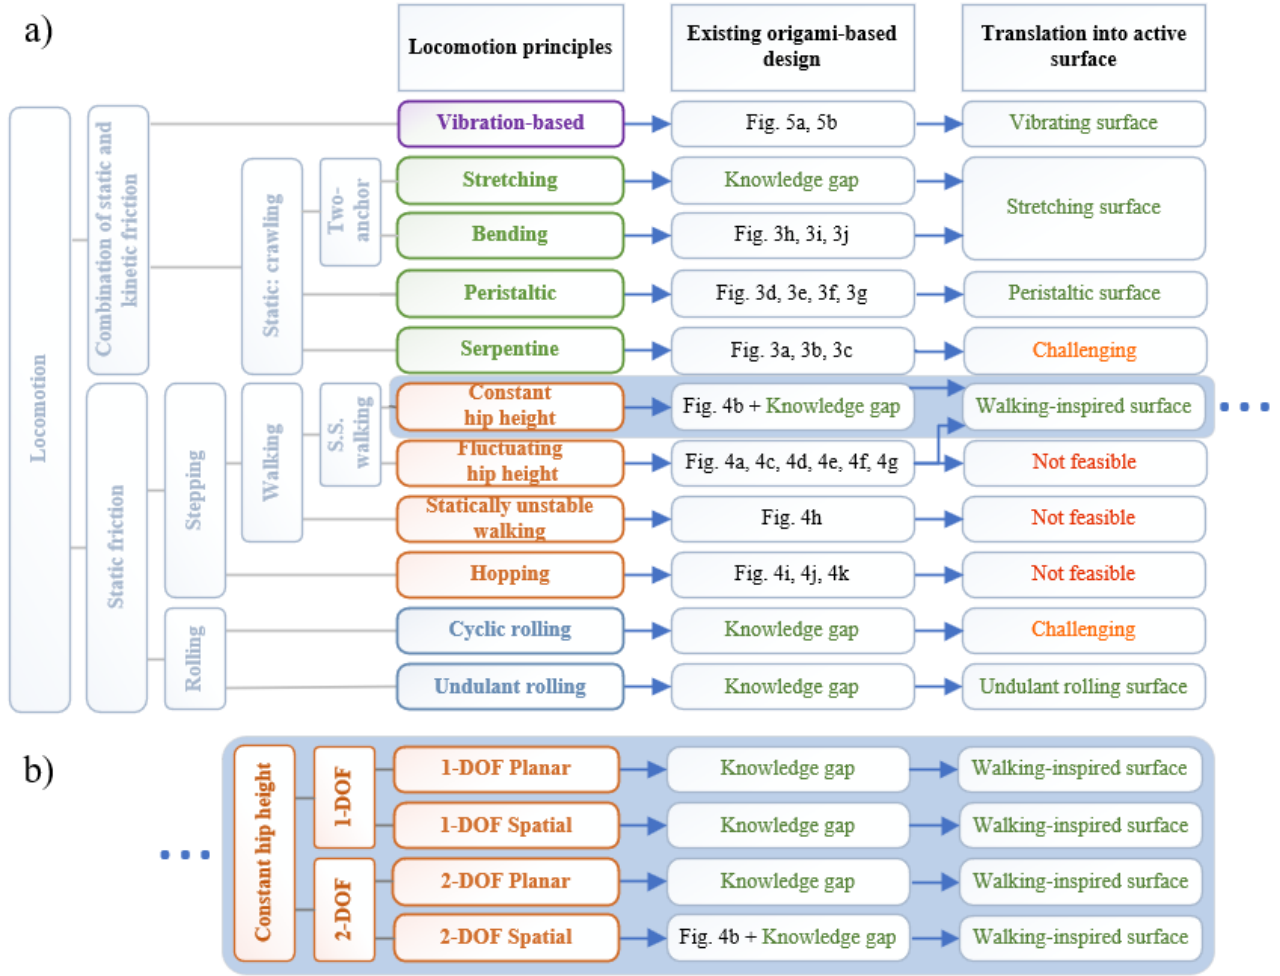 a)
Locomotion principles
Existing origami-based
design
Translation into active
surface
Locomotion
Combination of static and
kinetic friction
Static: crawling
Two-
anchor
Static friction
Stepping
Walking
S.S.
walking
Rolling
Vibration-based
Fig. 5a, 5b
Vibrating surface
Stretching
Knowledge gap
Stretching surface
Bending
Fig. 3h, 3i, 3j
Peristaltic
Fig. 3d, 3e, 3f, 3g
Peristaltic surface
Serpentine
Fig. 3a, 3b, 3c
Challenging
Constant
hip height
Fig. 4b + Knowledge gap
Walking-inspired surface
Fluctuating
hip height
Fig. 4a, 4c, 4d, 4e, 4f, 4g
Not feasible
Statically unstable
walking
Fig. 4h
Not feasible
Hopping
Fig. 4i, 4j, 4k
Not feasible
Cyclic rolling
Knowledge gap
Challenging
Undulant rolling
Knowledge gap
Undulant rolling surface
b)
Constant hip height
1-DOF
2-DOF
1-DOF Planar
Knowledge gap
Walking-inspired surface
1-DOF Spatial
Knowledge gap
Walking-inspired surface
2-DOF Planar
Knowledge gap
Walking-inspired surface
2-DOF Spatial
Fig. 4b + Knowledge gap
Walking-inspired surface